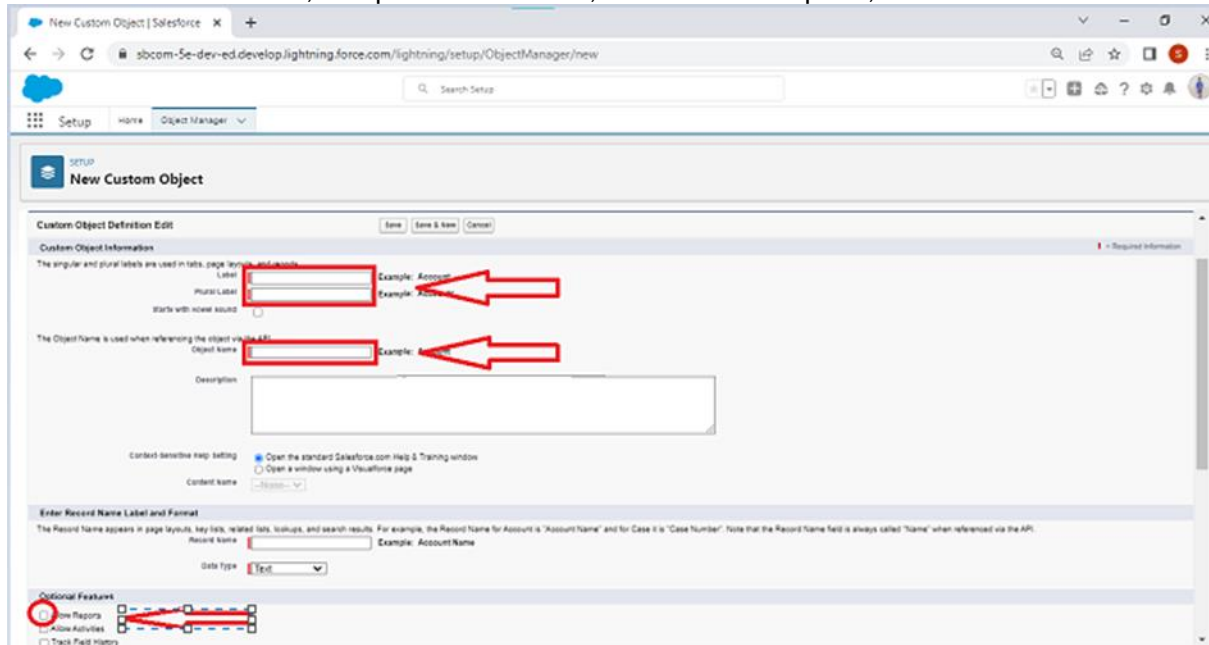 New Custom Object | Salesforce
sbcom-5e-dev-ed.develop.lightning.force.com/lightning/setup/ObjectManager/new
S
Search Setup
Setup Home Object Manager
SETUP
New Custom Object
Custom Object Definition Edit Save Save & New Cancel
Custom Object Information = Required Information
The singular and plural labels are used in tabs, page layouts, and reports.
Label Example: Account
Plural Label Example: Accounts
Starts with vowel sound
The Object Name is used when referencing the object via the API.
Object Name Example: Account
Description
Context-Sensitive Help Setting Open the standard Salesforce.com Help & Training window
Open a window using a Visualforce page
Content Name --None--
Enter Record Name Label and Format
The Record Name appears in page layouts, key lists, related lists, lookups, and search results. For example, the Record Name for Account is "Account Name" and for Case it is "Case Number". Note that the Record Name field is always called "Name" when referenced via the API.
Record Name Example: Account Name
Data Type Text
Optional Features
Allow Reports
Allow Activities
Track Field History